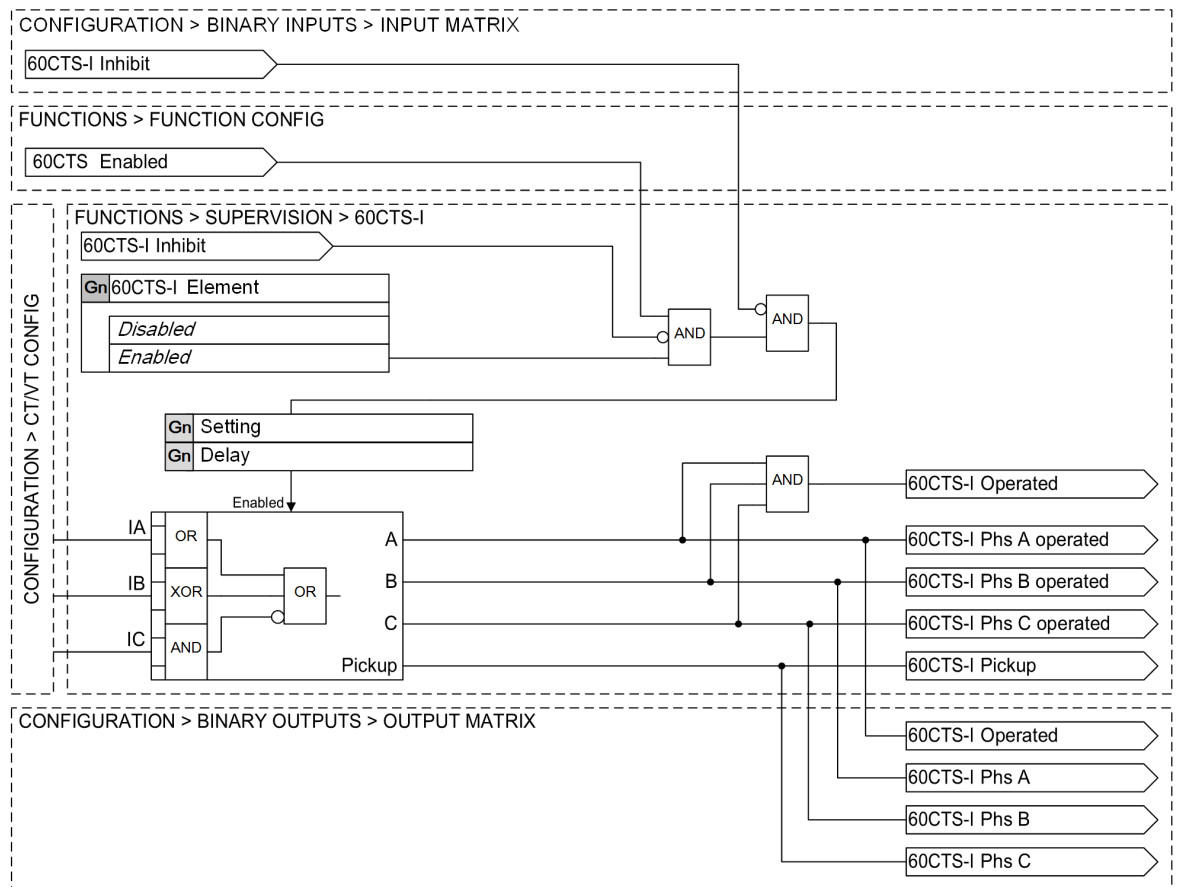 CONFIGURATION > BINARY INPUTS > INPUT MATRIX
60CTS-I Inhibit
FUNCTIONS > FUNCTION CONFIG
60CTS Enabled
CONFIGURATION > CT/VT CONFIG
FUNCTIONS > SUPERVISION > 60CTS-I
60CTS-I Inhibit
Gn 60CTS-I Element
Disabled
Enabled
AND
AND
Gn Setting
Gn Delay
Enabled
AND
60CTS-I Operated
IA
OR
A
60CTS-I Phs A operated
IB
XOR
OR
B
60CTS-I Phs B operated
IC
AND
C
60CTS-I Phs C operated
Pickup
60CTS-I Pickup
CONFIGURATION > BINARY OUTPUTS > OUTPUT MATRIX
60CTS-I Operated
60CTS-I Phs A
60CTS-I Phs B
60CTS-I Phs C